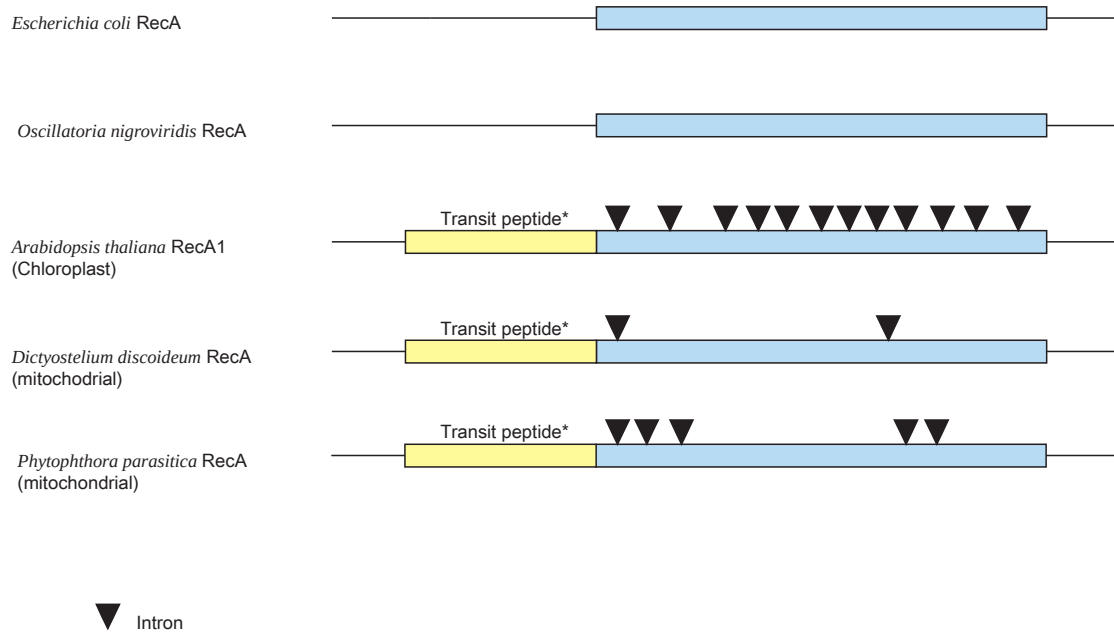 Escherichia coli RecA
Oscillatoria nigroviridis RecA
Transit peptide*
Arabidopsis thaliana RecA1
(Chloroplast)
Transit peptide*
Dictyostelium discoideum RecA
(mitochodrial)
Transit peptide*
Phytophthora parasitica RecA
(mitochondrial)
Intron